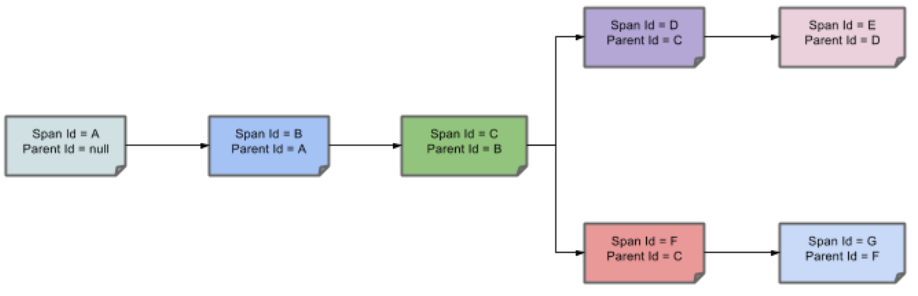 Span Id = D
Parent Id = C
Span Id = E
Parent Id = D
Span Id = A
Parent Id = null
Span Id = B
Parent Id = A
Span Id = C
Parent Id = B
Span Id = F
Parent Id = C
Span Id = G
Parent Id = F